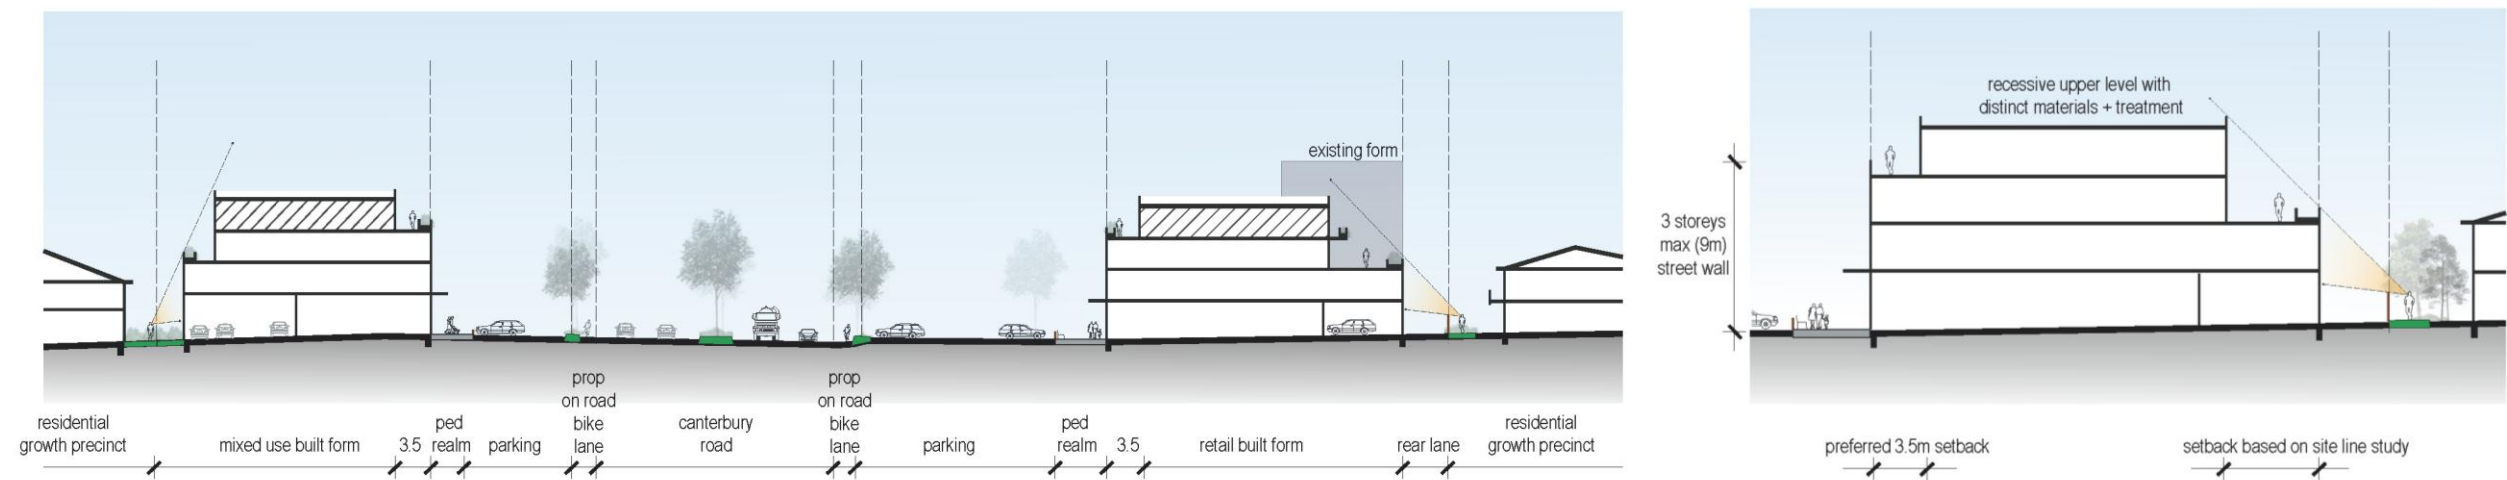 existing form
recessive upper level with
distinct materials + treatment
3 storeys
max (9m)
street wall
residential
growth precinct
mixed use built form
3.5
ped
realm
parking
prop
on road
bike
lane
canterbury
road
prop
on road
bike
lane
parking
ped
realm
3.5
retail built form
rear lane
residential
growth precinct
preferred 3.5m setback
setback based on site line study